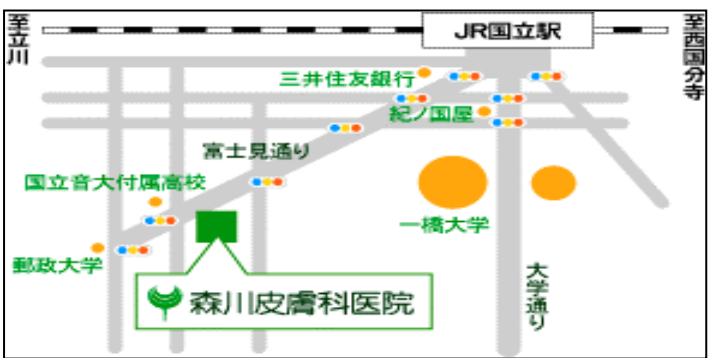 至立川
JR国立駅
至西国分寺
三井住友銀行
紀ノ国屋
富士見通り
国立音大付属高校
一橋大学
郵政大学
大学通り
森川皮膚科医院